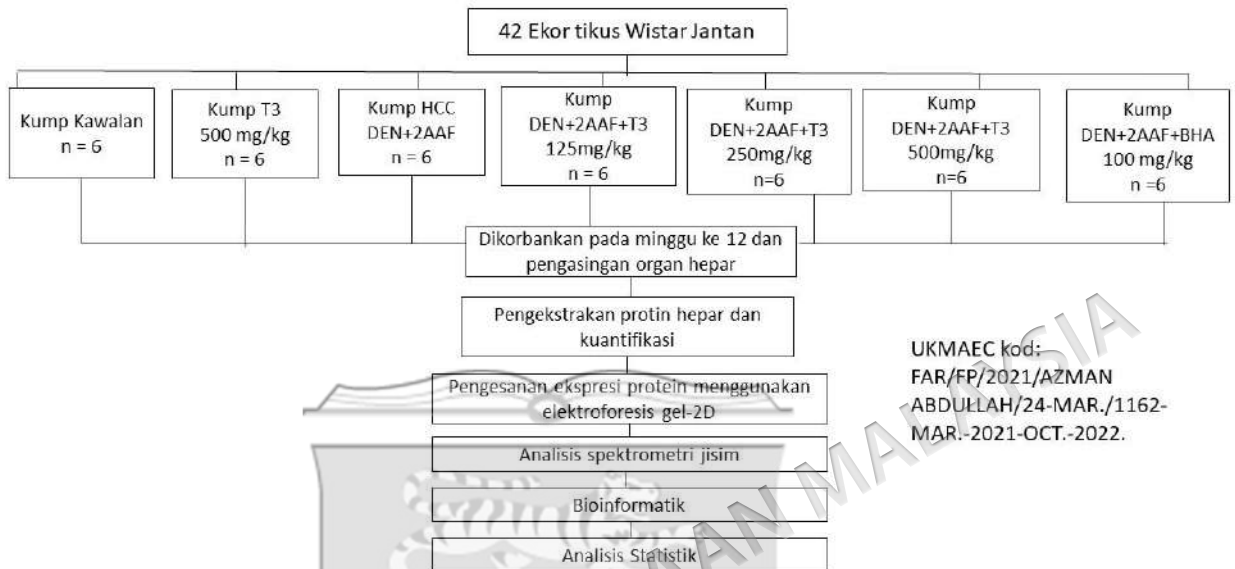 42 Ekor tikus Wistar Jantan
Kump Kawalan
n = 6
Kump T3
500 mg/kg
n = 6
Kump HCC
DEN+2AAF
n = 6
Kump
DEN+2AAF+T3
125mg/kg
n = 6
Kump
DEN+2AAF+T3
250mg/kg
n=6
Kump
DEN+2AAF+T3
500mg/kg
n=6
Kump
DEN+2AAF+BHA
100 mg/kg
n =6
Dikorbankan pada minggu ke 12 dan
pengasingan organ hepar
Pengekstrakan protin hepar dan
kuantifikasi
Pengesanan ekspresi protein menggunakan
elektroforesis gel-2D
Analisis spektrometri jisim
Bioinformatik
Analisis Statistik
UKMAEC kod:
FAR/FP/2021/AZMAN
ABDULLAH/24-MAR./1162-
MAR.-2021-OCT.-2022.
AN MALAYSIA